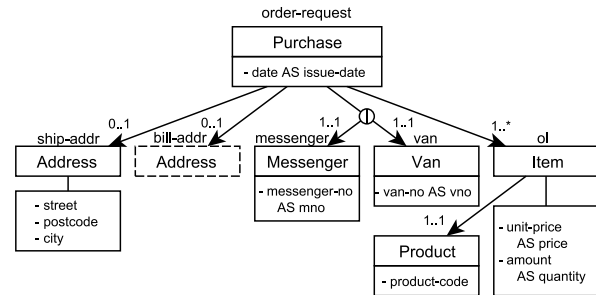 order-request
Purchase
- date AS issue-date
0..1
0..1
1..1
1..1
1..*
ship-addr
bill-addr
messenger
van
ol
Address
Address
Messenger
Van
Item
- street
- postcode
- city
- messenger-no
AS mno
- van-no AS vno
1..1
Product
- product-code
- unit-price
AS price
- amount
AS quantity